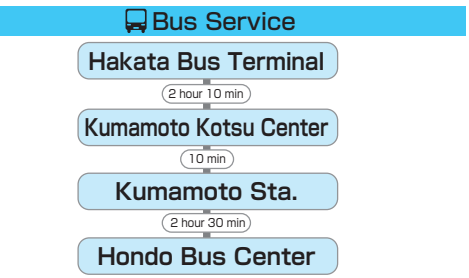 Bus Service
Hakata Bus Terminal
2 hour 10 min
Kumamoto Kotsu Center
10 min
Kumamoto Sta.
2 hour 30 min
Hondo Bus Center